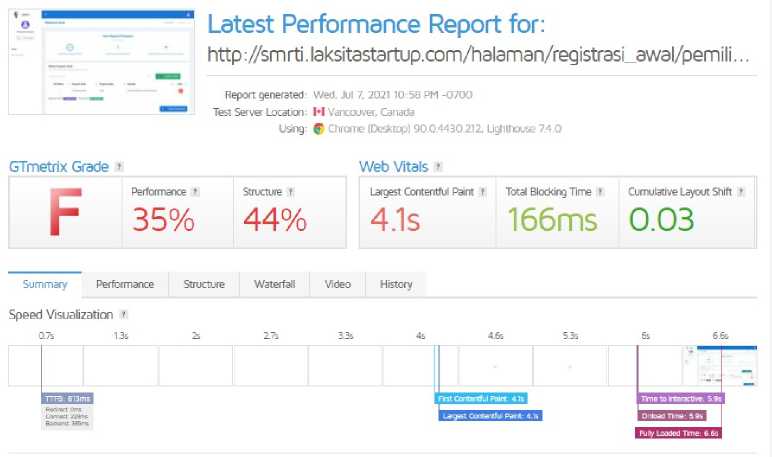 Latest Performance Report for:
http://smrti.laksitastartup.com/halaman/registrasi_awal/pemili...
Report generated: Wed, Jul 7, 2021 10:58 PM -0700
Test Server Location: Vancouver, Canada
Using: Chrome (Desktop) 90.0.4430.212, Lighthouse 7.4.0
GTmetrix Grade ?
Web Vitals ?
F
Performance ?
35%
Structure ?
44%
Largest Contentful Paint ?
4.1s
Total Blocking Time ?
166ms
Cumulative Layout Shift ?
0.03
Summary Performance Structure Waterfall Video History
Speed Visualization ?
0.7s 1.3s 2s 2.7s 3.3s 4s 4.6s 5.3s 6s 6.6s
TTFB: 613ms
Redirect: 0ms
Connect: 228ms
Backend: 385ms
First Contentful Paint: 4.1s
Largest Contentful Paint: 4.1s
Time to Interactive: 5.9s
Onload Time: 5.9s
Fully Loaded Time: 6.6s